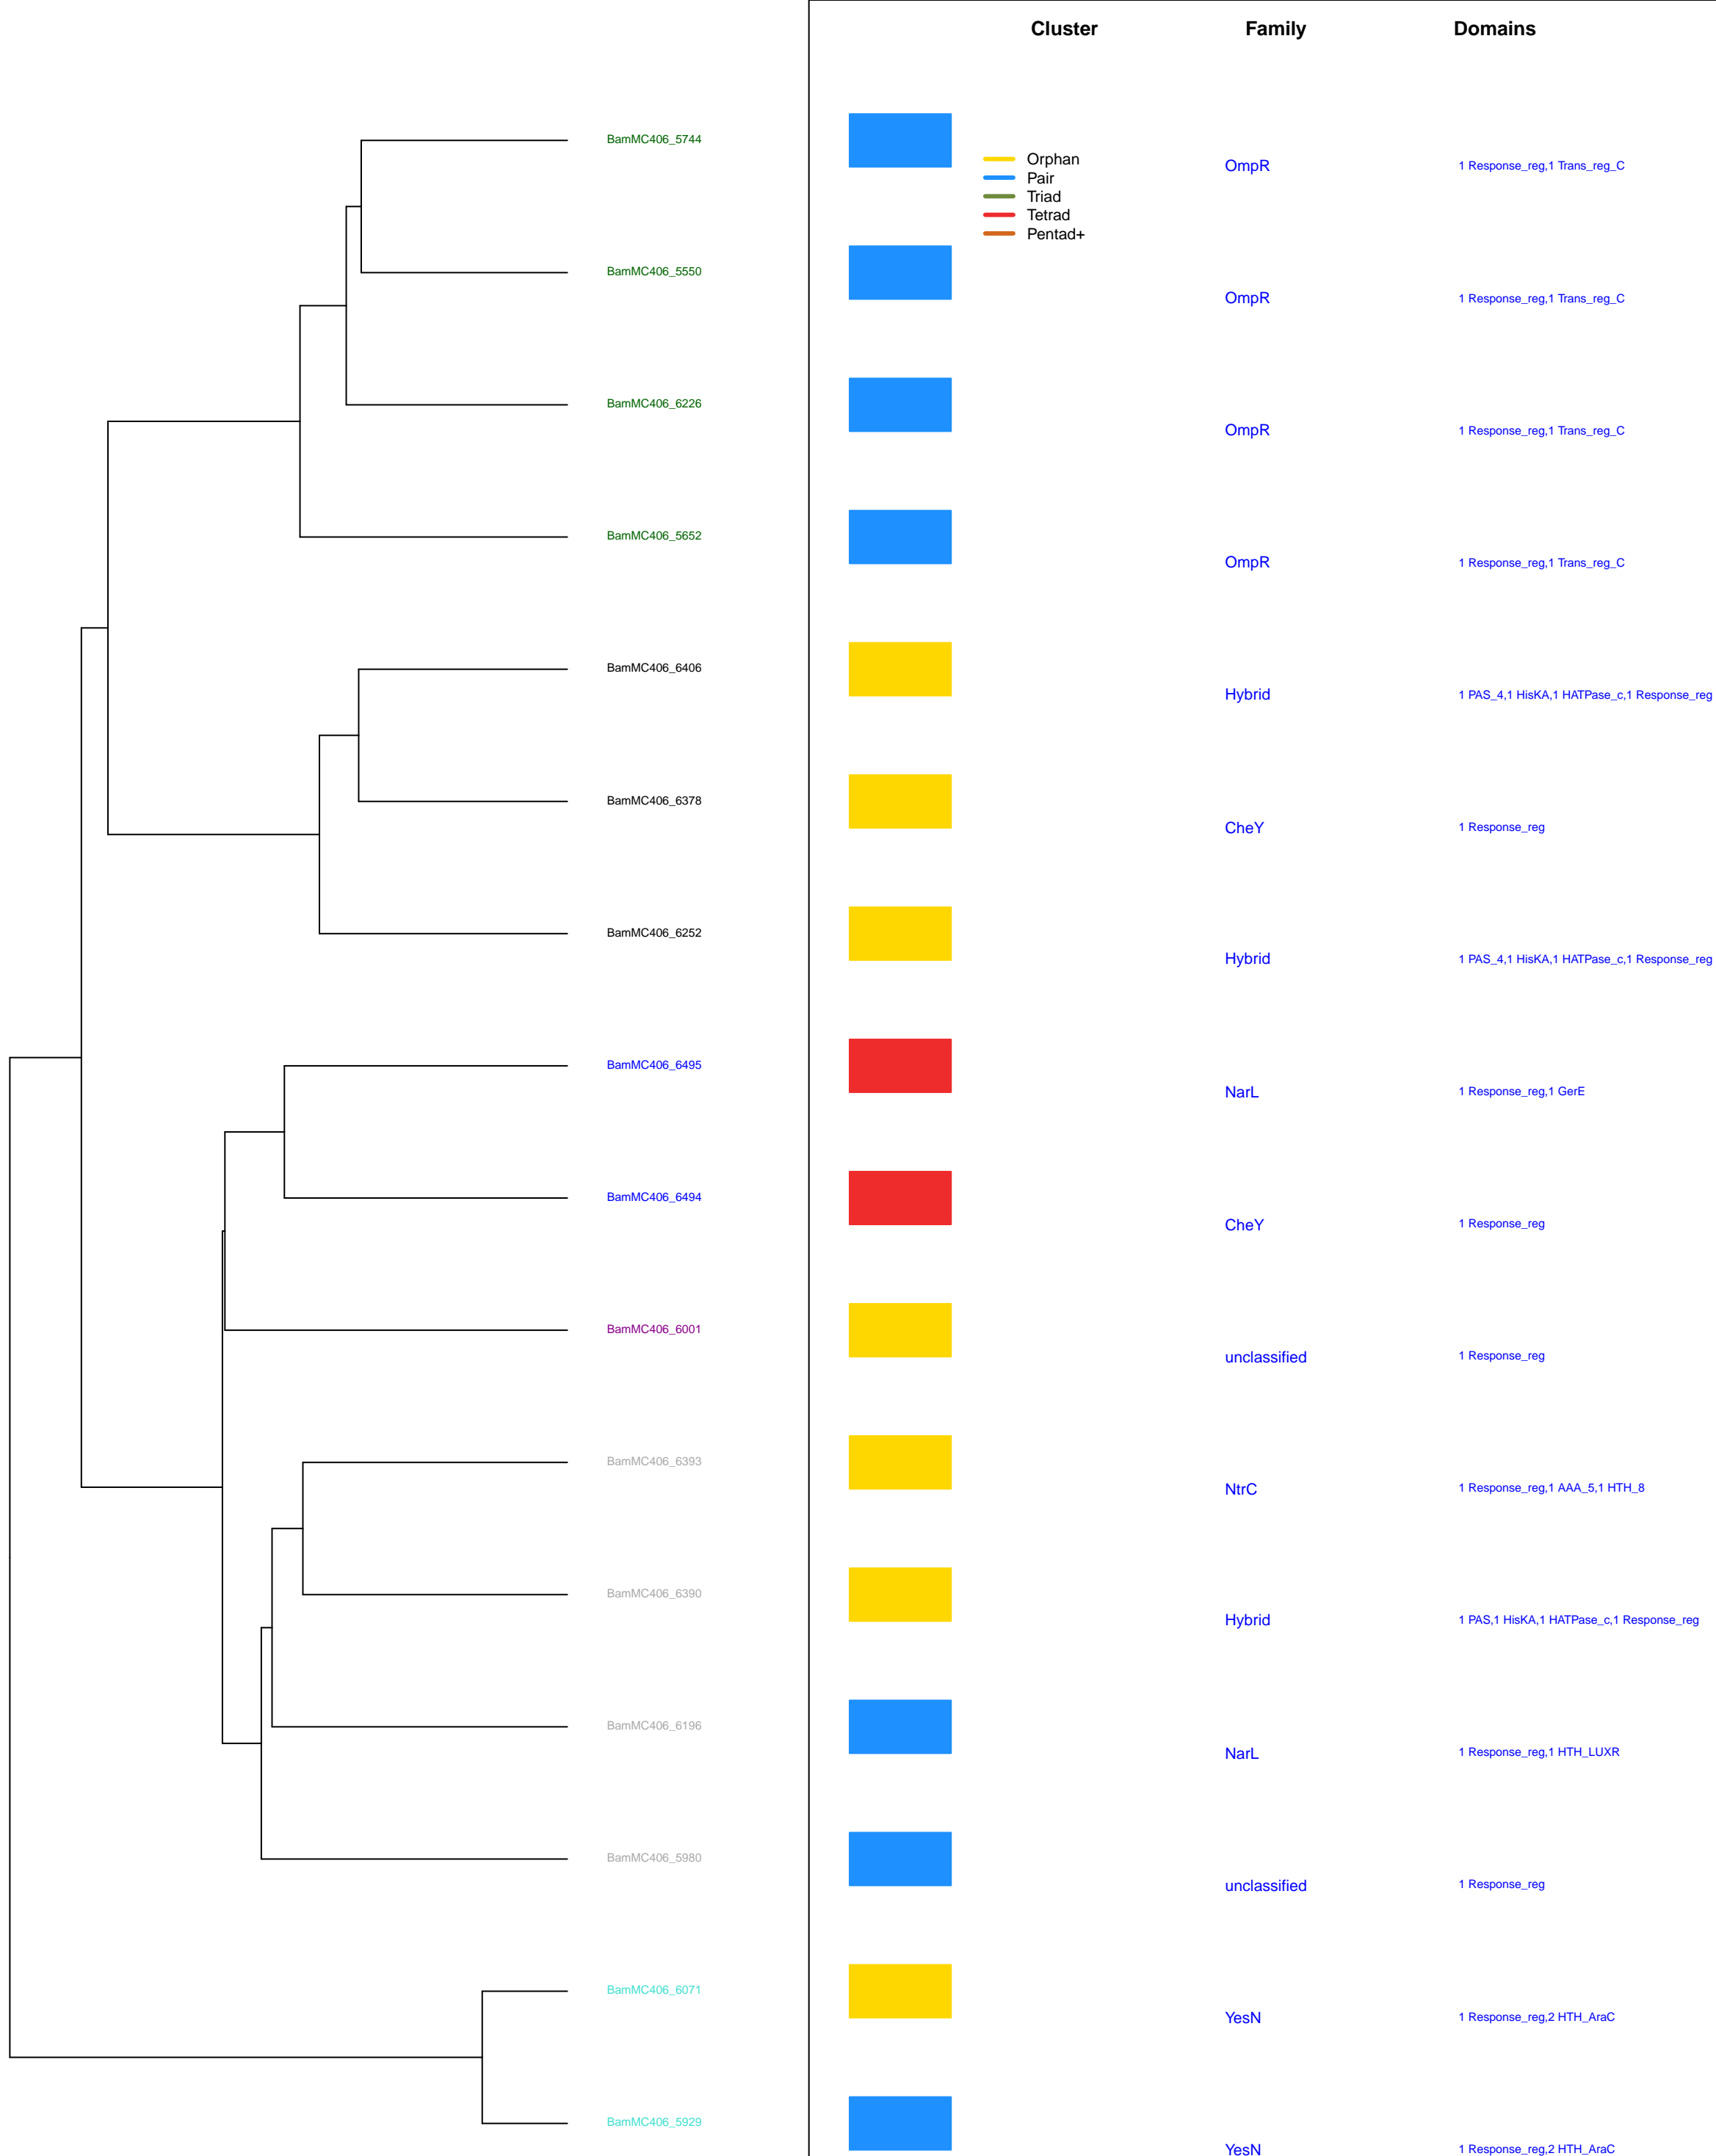 Cluster Family Domains
BamMC406_5744
Orphan
OmpR 1 Response_reg,1 Trans_reg_C
Pair
Triad
Tetrad
Pentad+
BamMC406_5550
OmpR 1 Response_reg,1 Trans_reg_C
BamMC406_6226
OmpR 1 Response_reg,1 Trans_reg_C
BamMC406_5652
OmpR 1 Response_reg,1 Trans_reg_C
BamMC406_6406
Hybrid 1 PAS_4,1 HisKA,1 HATPase_c,1 Response_reg
BamMC406_6378
CheY 1 Response_reg
BamMC406_6252
Hybrid 1 PAS_4,1 HisKA,1 HATPase_c,1 Response_reg
BamMC406_6495
NarL 1 Response_reg,1 GerE
BamMC406_6494
CheY 1 Response_reg
BamMC406_6001
unclassified 1 Response_reg
BamMC406_6393
NtrC 1 Response_reg,1 AAA_5,1 HTH_8
BamMC406_6390
Hybrid 1 PAS,1 HisKA,1 HATPase_c,1 Response_reg
BamMC406_6196
NarL 1 Response_reg,1 HTH_LUXR
BamMC406_5980
unclassified 1 Response_reg
BamMC406_6071
YesN 1 Response_reg,2 HTH_AraC
BamMC406_5929
YesN 1 Response_reg,2 HTH_AraC